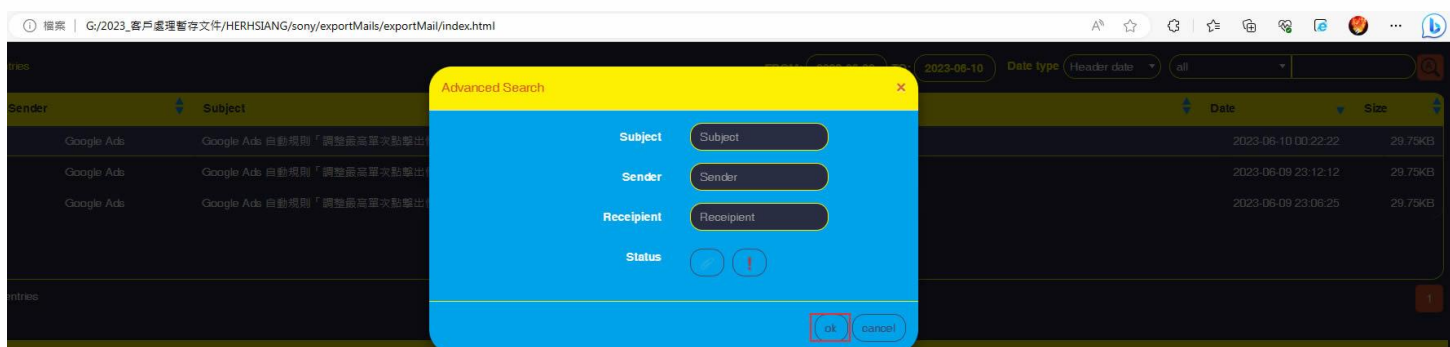 檔案 G:/2023_客戶處理暫存文件/HERHSIANG/sony/exportMails/exportMail/index.html
2023-06-10 Date type Header date all
Advanced Search ×
Sender Subject Date Size
Subject Subject
Google Ads Google Ads 自動規則「調整最高單次點擊出 2023-06-10 00:22:22 29.75KB
Google Ads Google Ads 自動規則「調整最高單次點擊出 2023-06-09 23:12:12 29.75KB
Sender Sender
Google Ads Google Ads 自動規則「調整最高單次點擊出 2023-06-09 23:06:25 29.75KB
Receipient Receipient
Status
entries 1
ok cancel